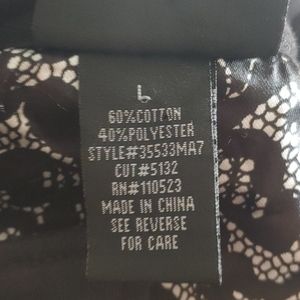 L
60%COTTON
40%POLYESTER
STYLE#35533MA7
CUT#5132
RN#110523
MADE IN CHINA
SEE REVERSE
FOR CARE